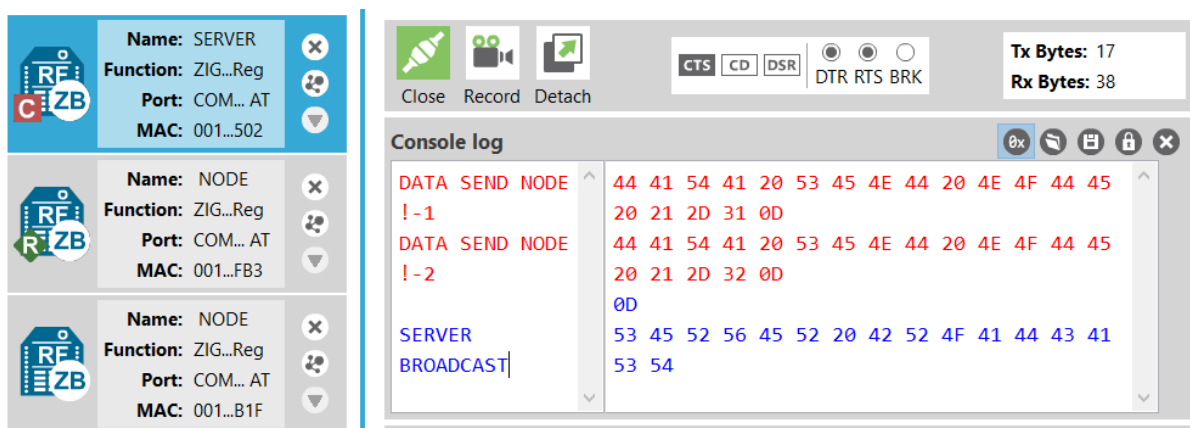 Name: SERVER
Function: ZIG...Reg
Port: COM... AT
MAC: 001...502
RF
C ZB
Name: NODE
Function: ZIG...Reg
Port: COM... AT
MAC: 001...FB3
RF
R ZB
Name: NODE
Function: ZIG...Reg
Port: COM... AT
MAC: 001...B1F
RF
E ZB
Close Record Detach
CTS CD DSR
DTR RTS BRK
Tx Bytes: 17
Rx Bytes: 38
Console log
0x
DATA SEND NODE 44 41 54 41 20 53 45 4E 44 20 4E 4F 44 45
!-1 20 21 2D 31 0D
DATA SEND NODE 44 41 54 41 20 53 45 4E 44 20 4E 4F 44 45
!-2 20 21 2D 32 0D
0D
SERVER 53 45 52 56 45 52 20 42 52 4F 41 44 43 41
BROADCAST 53 54